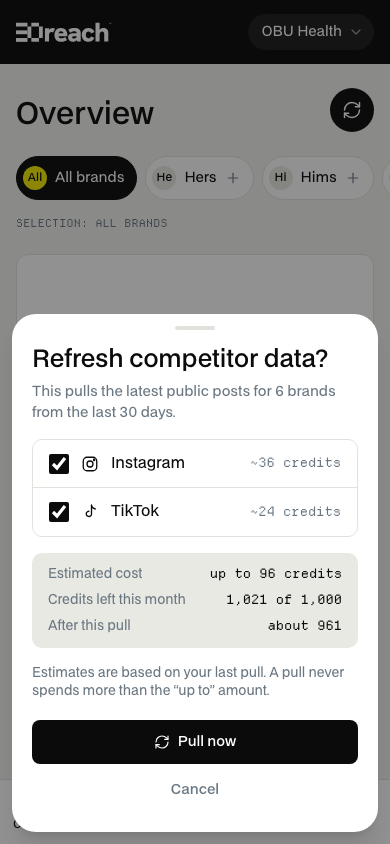 reach
OBU Health
Overview
All All brands
He Hers
Hi Hims
SELECTION: ALL BRANDS
Refresh competitor data?
This pulls the latest public posts for 6 brands
from the last 30 days.
Instagram ~36 credits
TikTok ~24 credits
Estimated cost up to 96 credits
Credits left this month 1,021 of 1,000
After this pull about 961
Estimates are based on your last pull. A pull never
spends more than the “up to” amount.
Pull now
Cancel